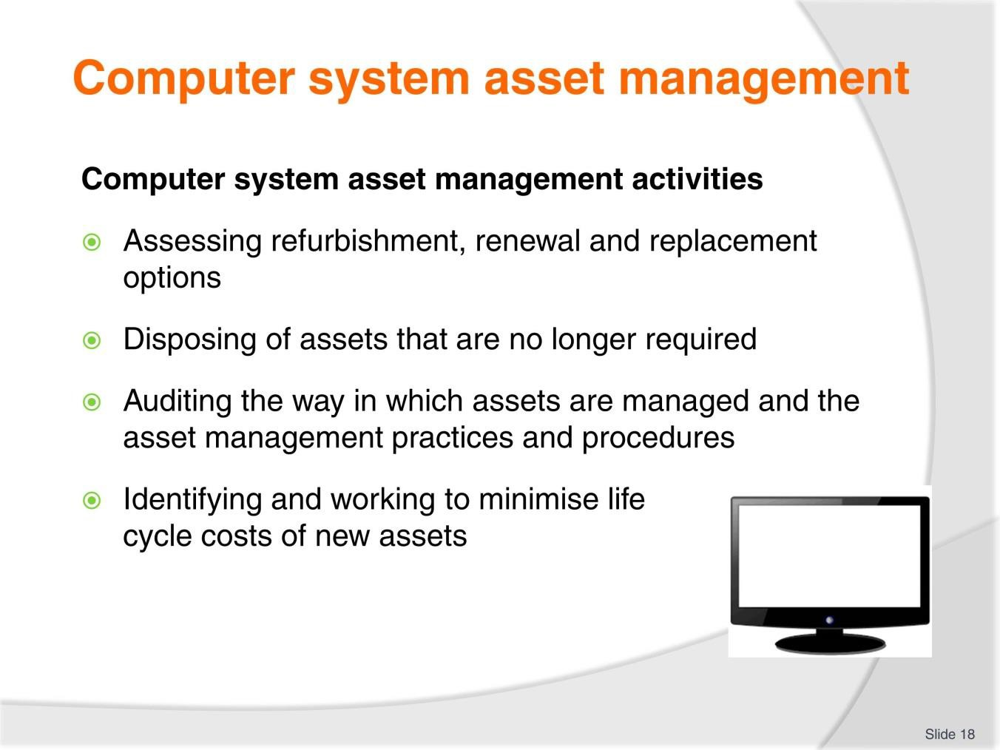 Computer system asset management
Computer system asset management activities
Assessing refurbishment, renewal and replacement
options
Disposing of assets that are no longer required
Auditing the way in which assets are managed and the
asset management practices and procedures
Identifying and working to minimise life
cycle costs of new assets
Slide 18